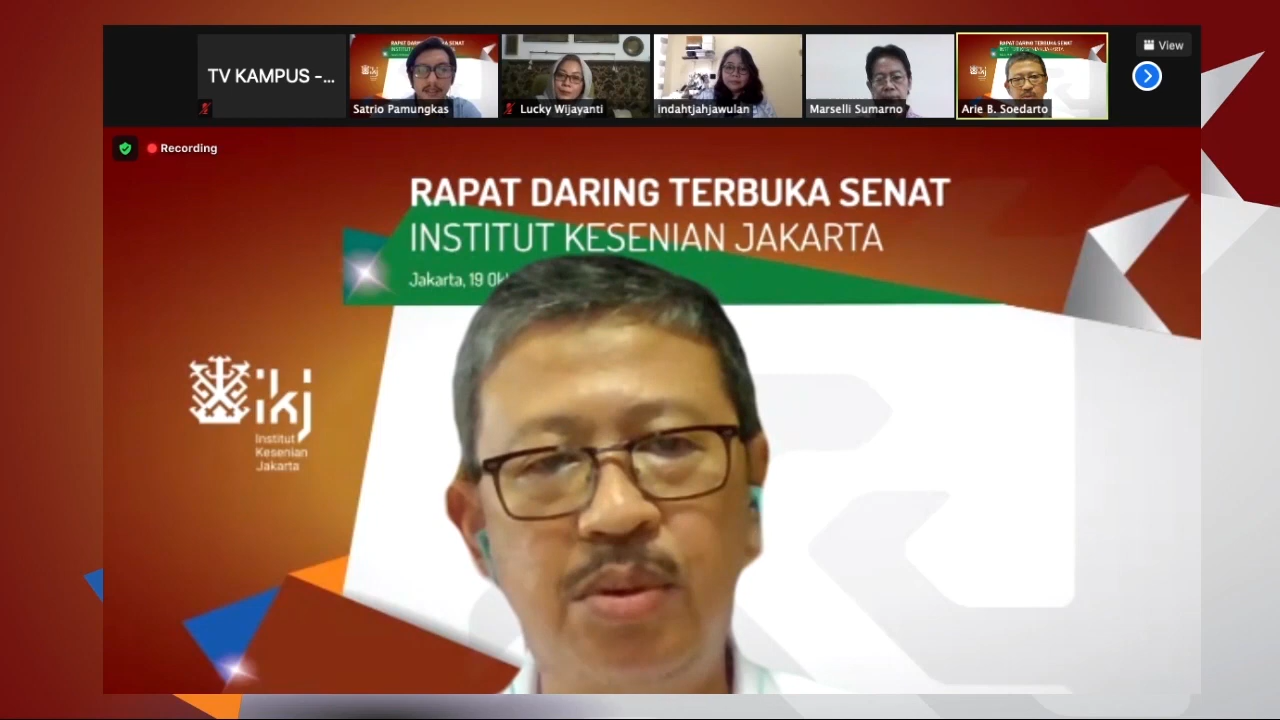 TV KAMPUS -...
Satrio Pamungkas
Lucky Wijayanti
indahtjahjawulan
Marselli Sumarno
Arie B. Soedarto
View
Recording
RAPAT DARING TERBUKA SENAT
INSTITUT KESENIAN JAKARTA
Jakarta, 19
ikj
Institut
Kesenian
Jakarta